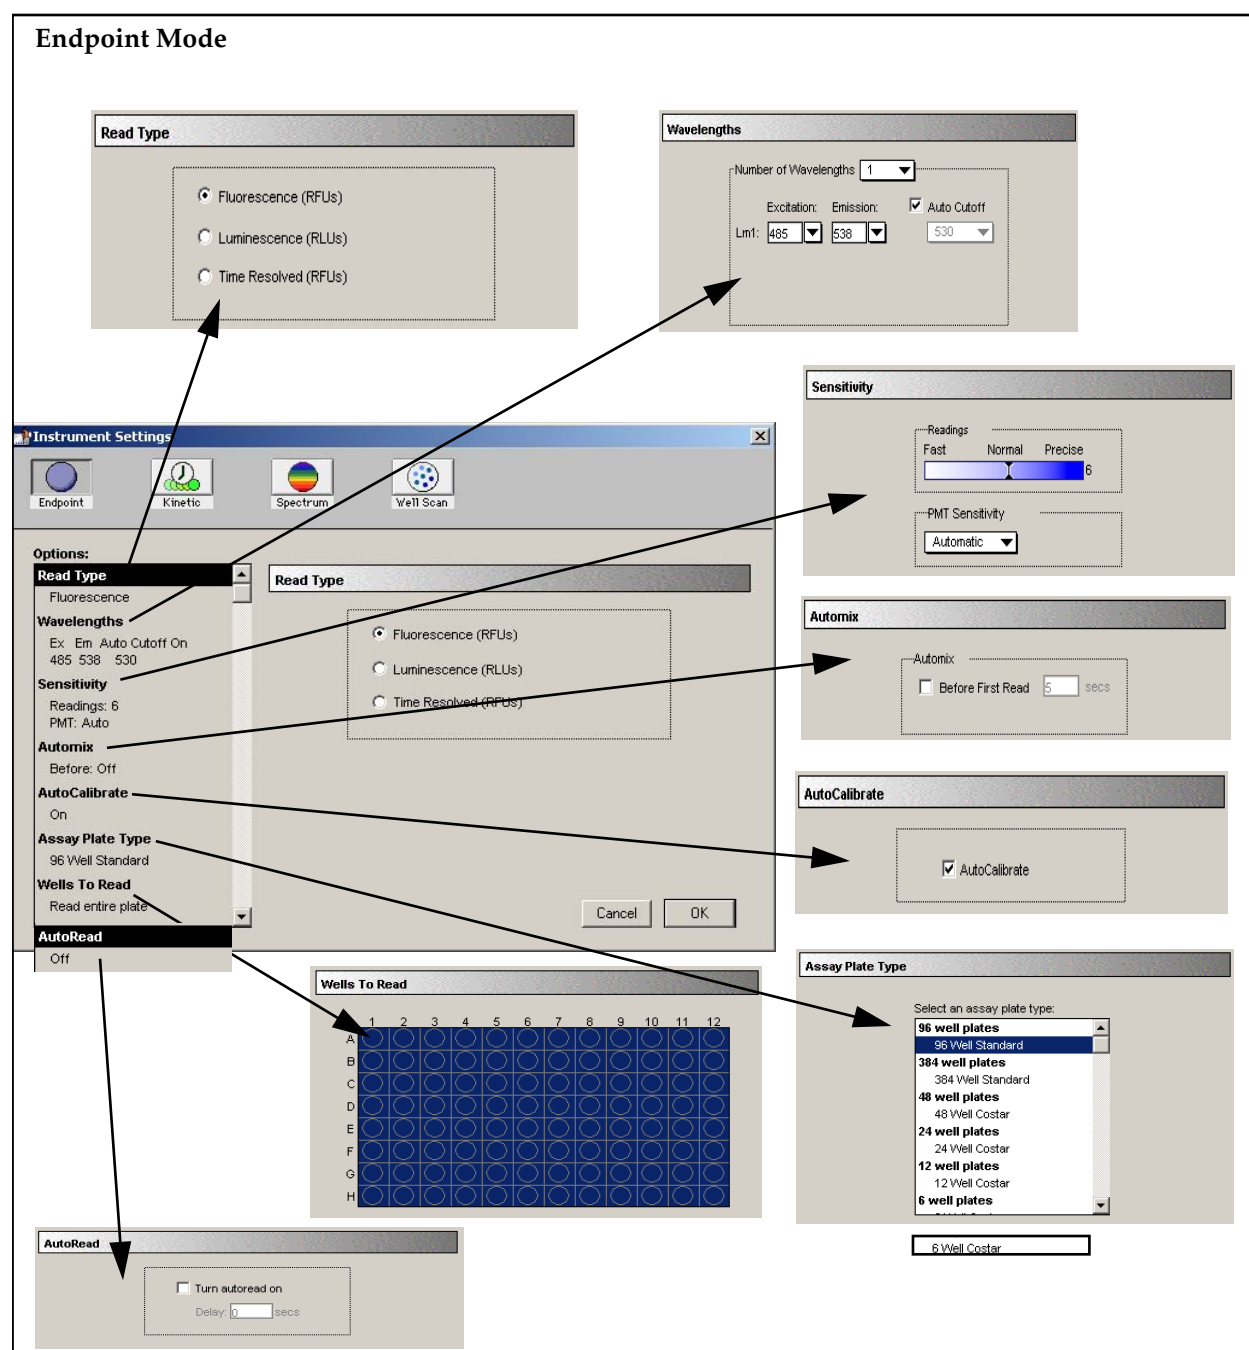 Endpoint Mode
Read Type
Fluorescence (RFUs)
Luminescence (RLUs)
Time Resolved (RFUs)
Wavelengths
Number of Wavelengths 1
Excitation: Emission: Auto Cutoff
Lm1: 485 538 530
Sensitivity
Readings
Fast Normal Precise
6
PMT Sensitivity
Automatic
Instrument Settings
Endpoint Kinetic Spectrum Well Scan
Options:
Read Type
Fluorescence
Wavelengths
Ex Em Auto Cutoff On
485 538 530
Sensitivity
Readings: 6
PMT: Auto
Automix
Before: Off
AutoCalibrate
On
Assay Plate Type
96 Well Standard
Wells To Read
Read entire plate
AutoRead
Off
Read Type
Fluorescence (RFUs)
Luminescence (RLUs)
Time Resolved (RFUs)
Cancel OK
Automix
Automix
Before First Read 5 secs
AutoCalibrate
AutoCalibrate
Assay Plate Type
Select an assay plate type:
96 well plates
96 Well Standard
384 well plates
384 Well Standard
48 well plates
48 Well Costar
24 well plates
24 Well Costar
12 well plates
12 Well Costar
6 well plates
6 Well Costar
Wells To Read
1 2 3 4 5 6 7 8 9 10 11 12
A
B
C
D
E
F
G
H
AutoRead
Turn autoread on
Delay: 0 secs